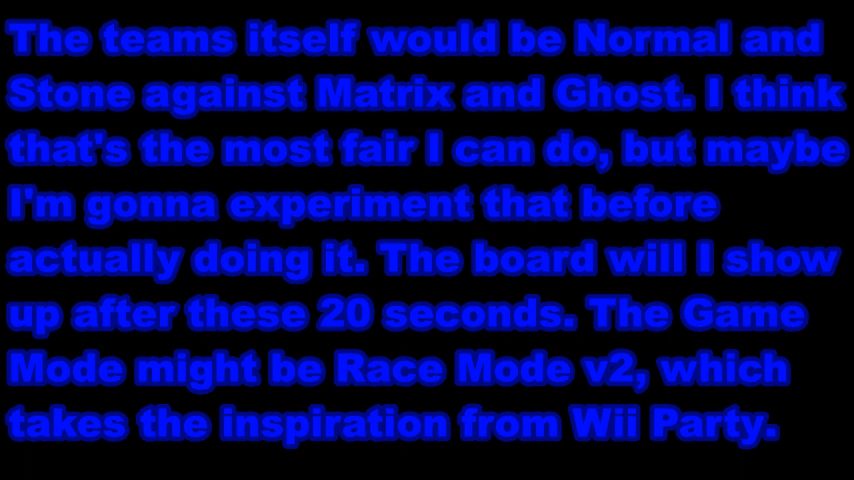 The teams itself would be Normal and
Stone against Matrix and Ghost. I think
that's the most fair I can do, but maybe
I'm gonna experiment that before
actually doing it. The board will I show
up after these 20 seconds. The Game
Mode might be Race Mode v2, which
takes the inspiration from Wii Party.